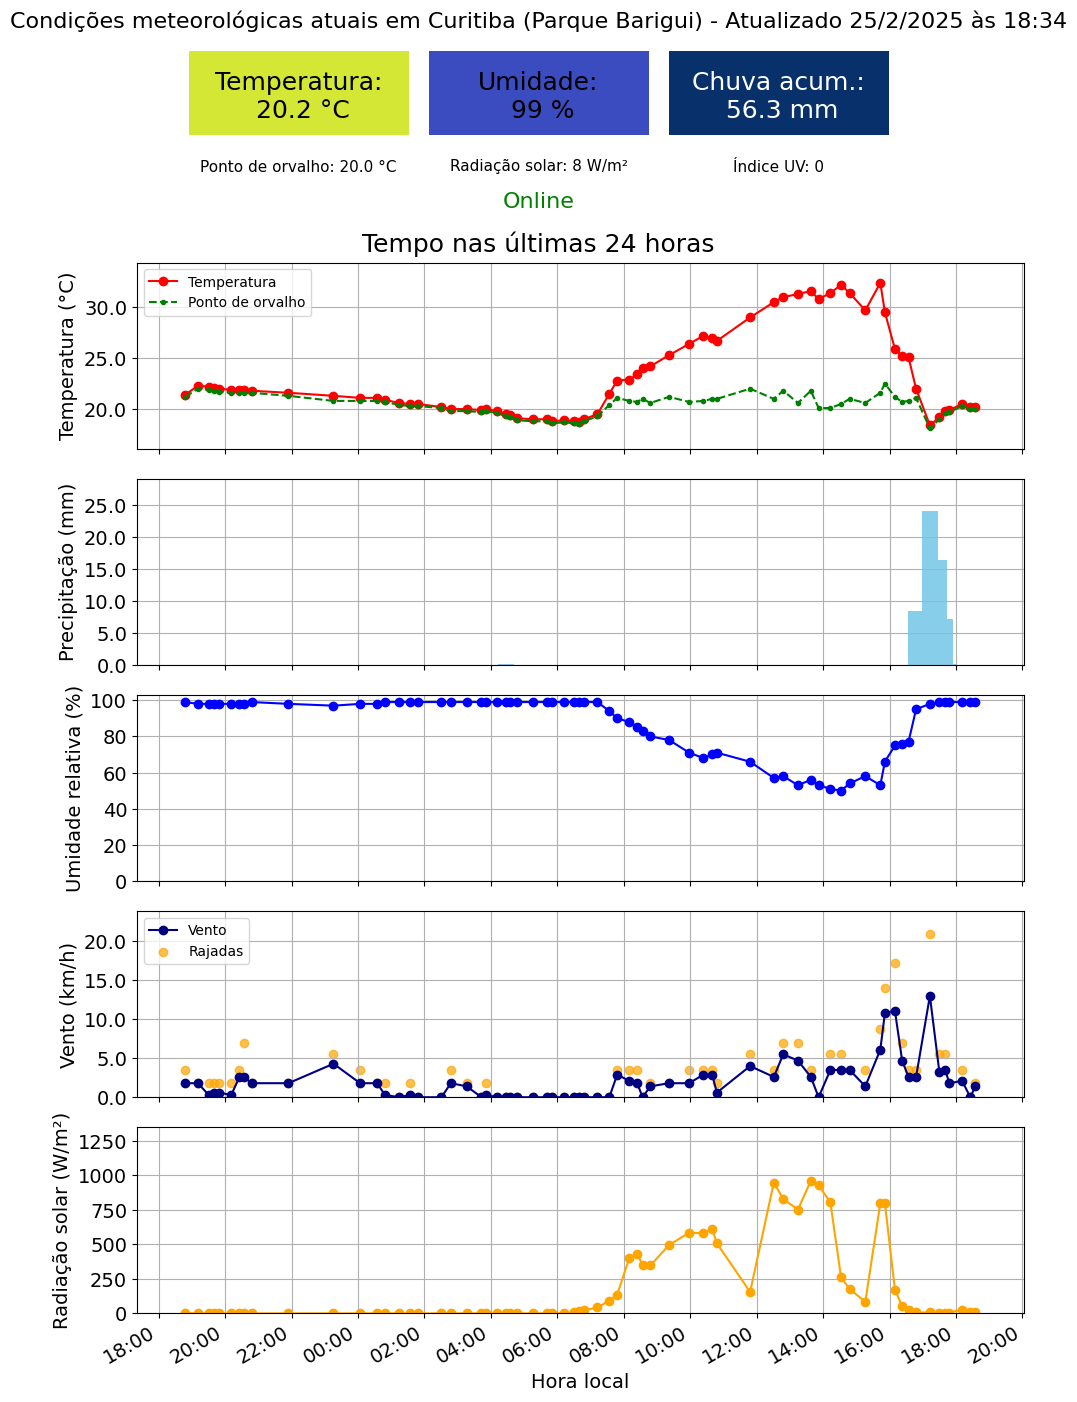 Condições meteorológicas atuais em Curitiba (Parque Barigui) - Atualizado 25/2/2025 às 18:34
Temperatura:
20.2 °C
Umidade:
99 %
Chuva acum.:
56.3 mm
Ponto de orvalho: 20.0 °C
Radiação solar: 8 W/m²
Índice UV: 0
Online
Tempo nas últimas 24 horas
Temperatura (°C)
30.0
25.0
20.0
Temperatura
Ponto de orvalho
Precipitação (mm)
25.0
20.0
15.0
10.0
5.0
0.0
Umidade relativa (%)
100
80
60
40
20
0
Vento (km/h)
20.0
15.0
10.0
5.0
0.0
Vento
Rajadas
Radiação solar (W/m²)
1250
1000
750
500
250
0
18:00
20:00
22:00
00:00
02:00
04:00
06:00
08:00
10:00
12:00
14:00
16:00
18:00
20:00
Hora local